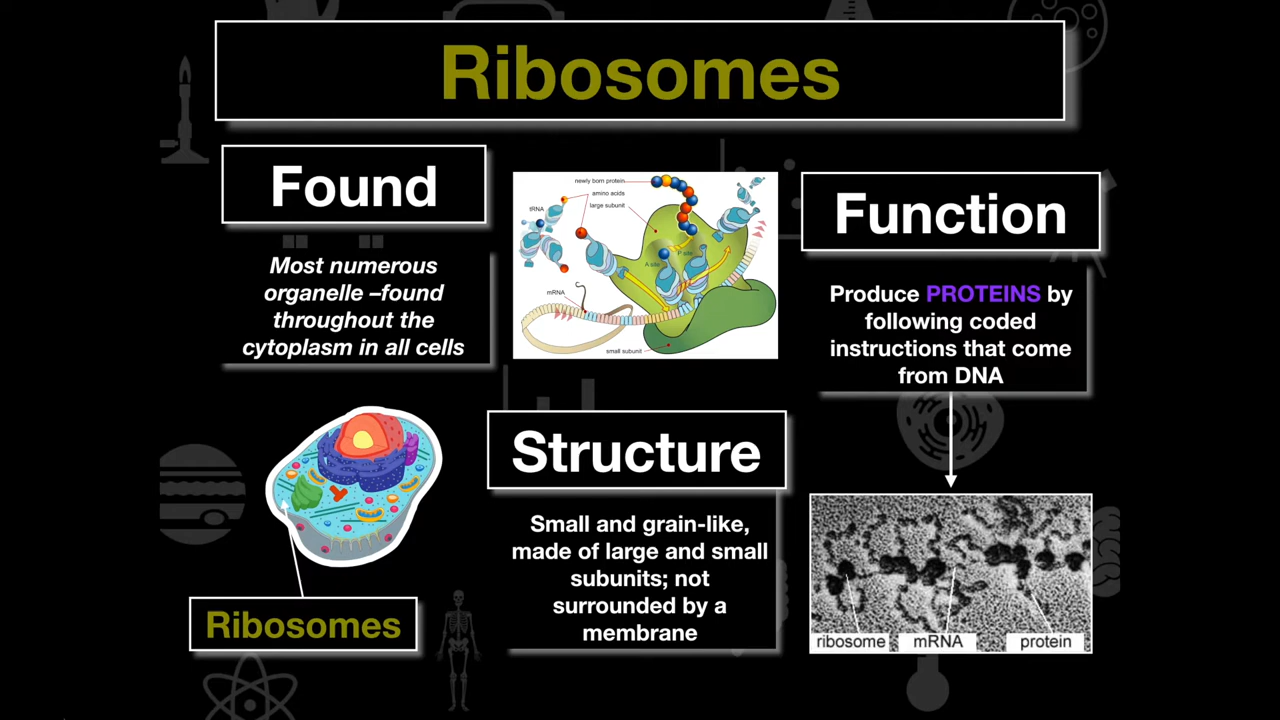 Ribosomes
Found
Most numerous
organelle –found
throughout the
cytoplasm in all cells
newly born protein
amino acids
tRNA
large subunit
A site
P site
mRNA
small subunit
Function
Produce PROTEINS by
following coded
instructions that come
from DNA
Structure
Small and grain-like,
made of large and small
subunits; not
surrounded by a
membrane
Ribosomes
ribosome
mRNA
protein